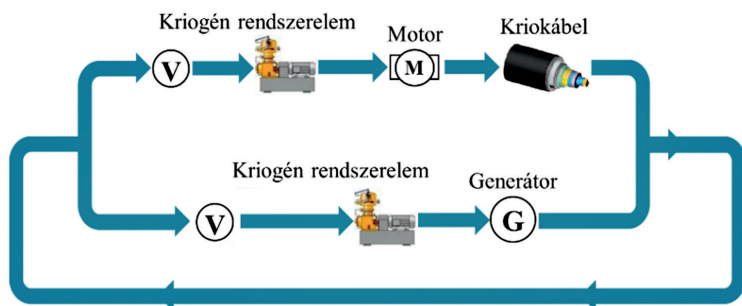 Kriogén rendszerelem
Motor
Kriokábel
V
M
Kriogén rendszerelem
Generátor
V
G